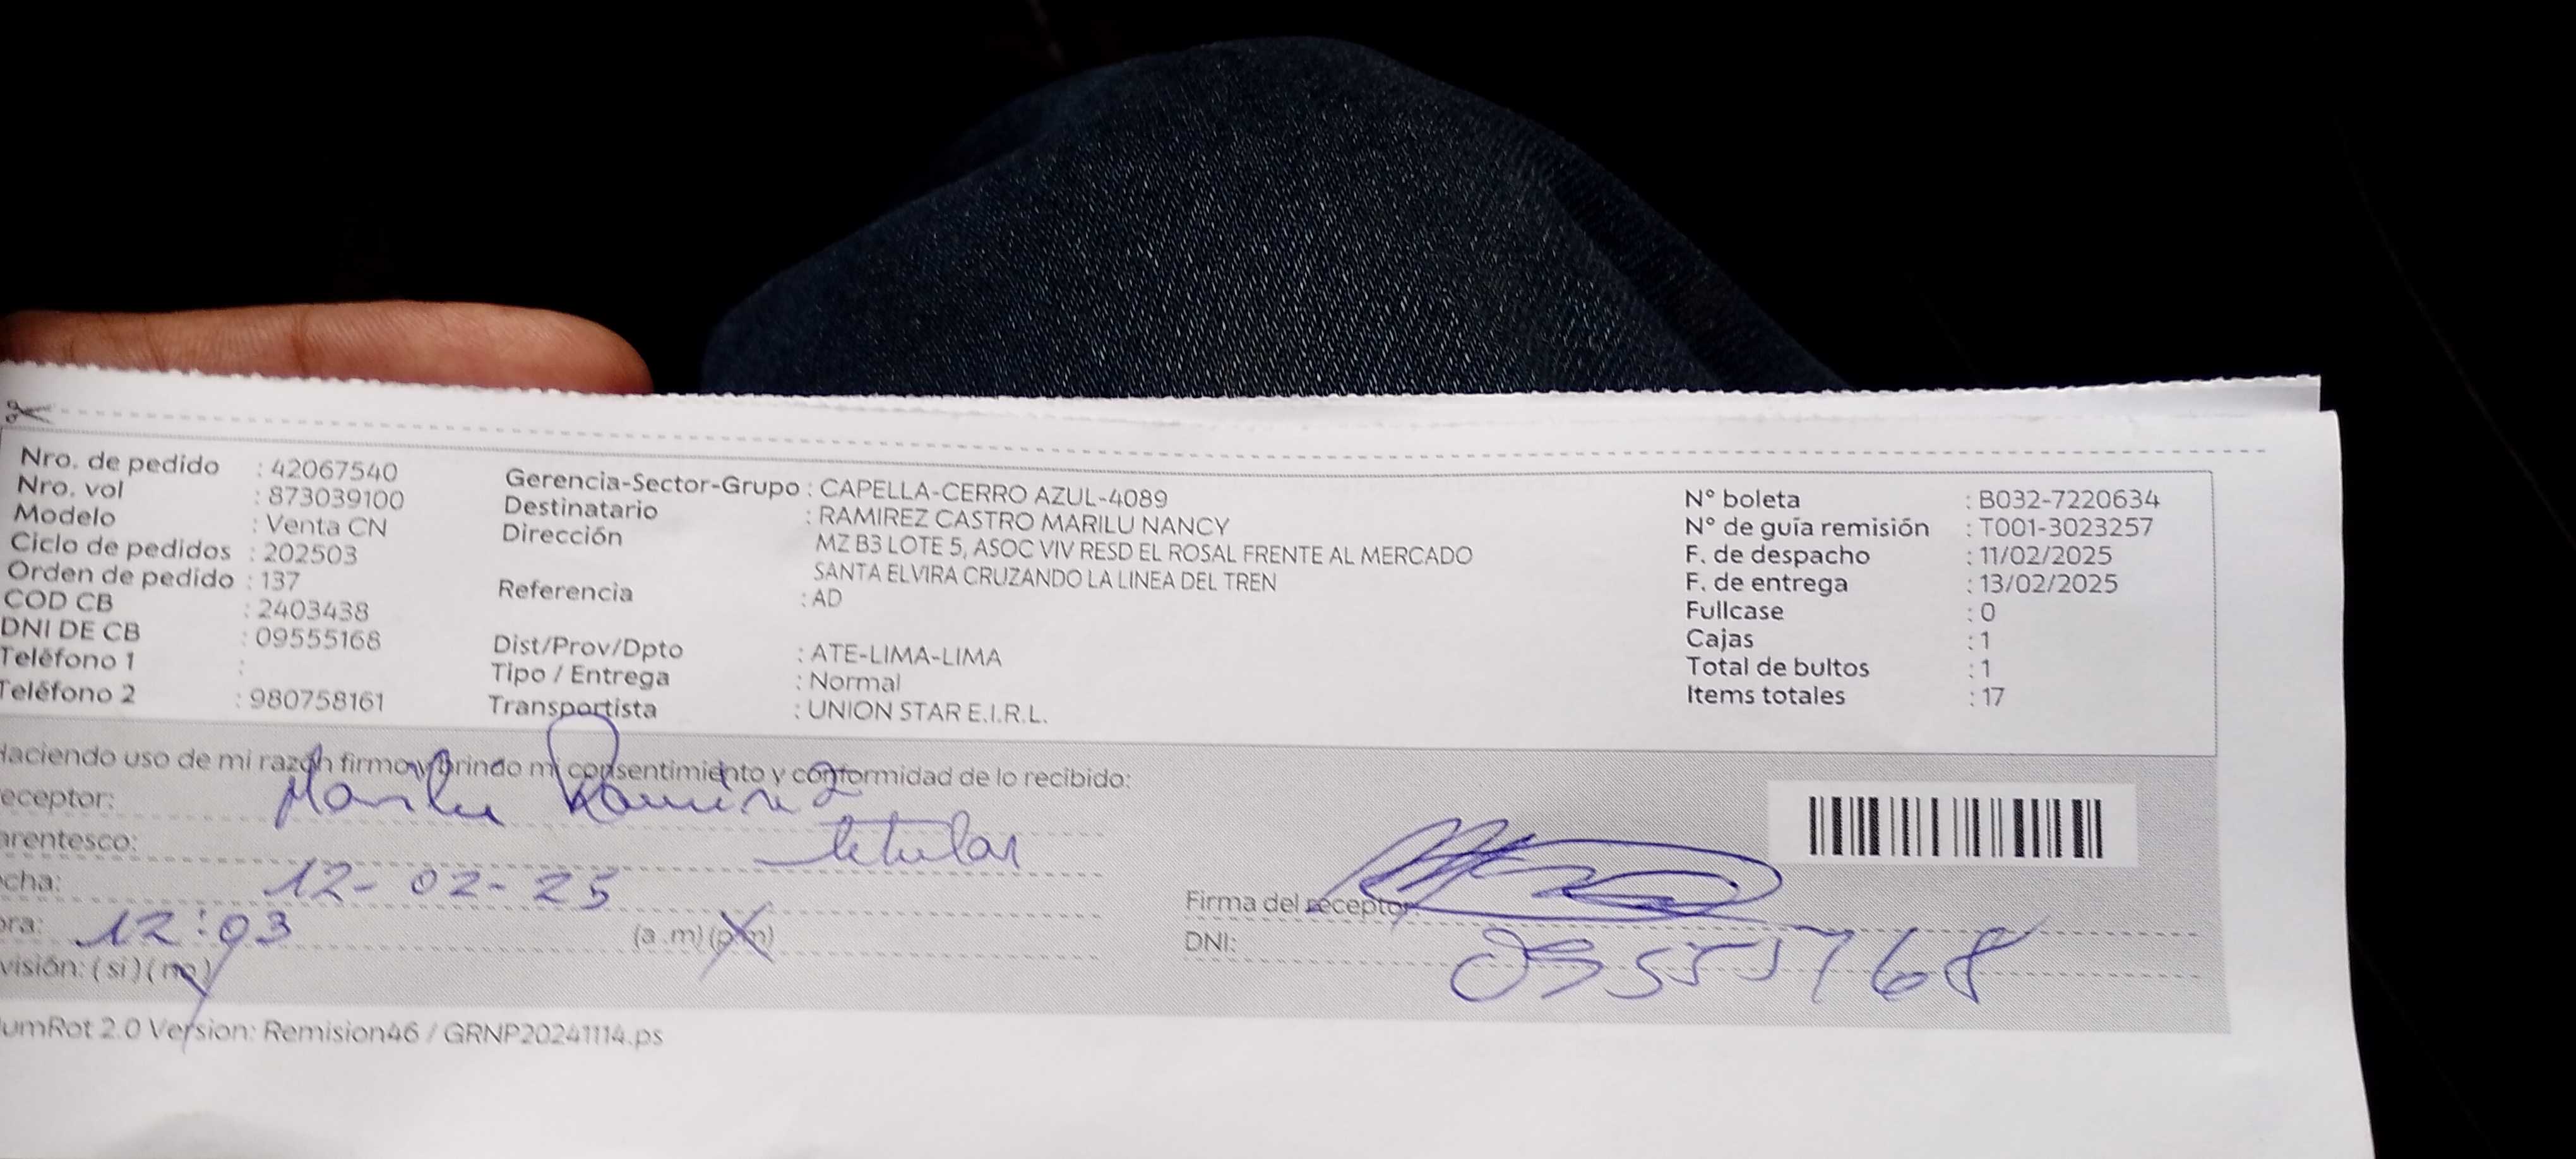 Nro. de pedido : 42067540
Nro. vol : 873039100
Modelo : Venta CN
Ciclo de pedidos : 202503
Orden de pedido : 137
COD CB : 2403438
DNI DE CB : 09555168
Teléfono 1 :
Teléfono 2 : 980758161
Gerencia-Sector-Grupo : CAPELLA-CERRO AZUL-4089
Destinatario : RAMIREZ CASTRO MARILU NANCY
Dirección MZ B3 LOTE 5, ASOC VIV RESD EL ROSAL FRENTE AL MERCADO
SANTA ELVIRA CRUZANDO LA LINEA DEL TREN
Referencia : AD
Dist/Prov/Dpto : ATE-LIMA-LIMA
Tipo / Entrega : Normal
Transportista : UNION STAR E.I.R.L.
N° boleta : B032-7220634
N° de guía remisión : T001-3023257
F. de despacho : 11/02/2025
F. de entrega : 13/02/2025
Fullcase : 0
Cajas : 1
Total de bultos : 1
Items totales : 17
Haciendo uso de mi razón firmo y brindo mi consentimiento y conformidad de lo recibido:
eceptor: Marilu Ramirez
arentesco: titular
cha: 12-02-25
ora: 12:03 (a.m) (p.m)
visión: ( si ) ( no )
Firma del receptor:
DNI: 09555168
umRot 2.0 Version: Remision46 / GRNP20241114.ps